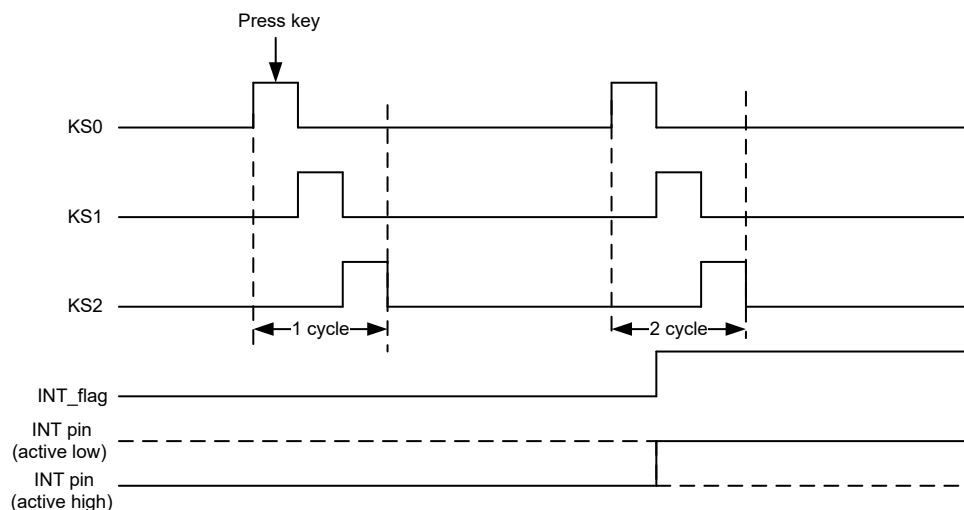 Press key
KS0
KS1
KS2
1 cycle
2 cycle
INT_flag
INT pin
(active low)
INT pin
(active high)